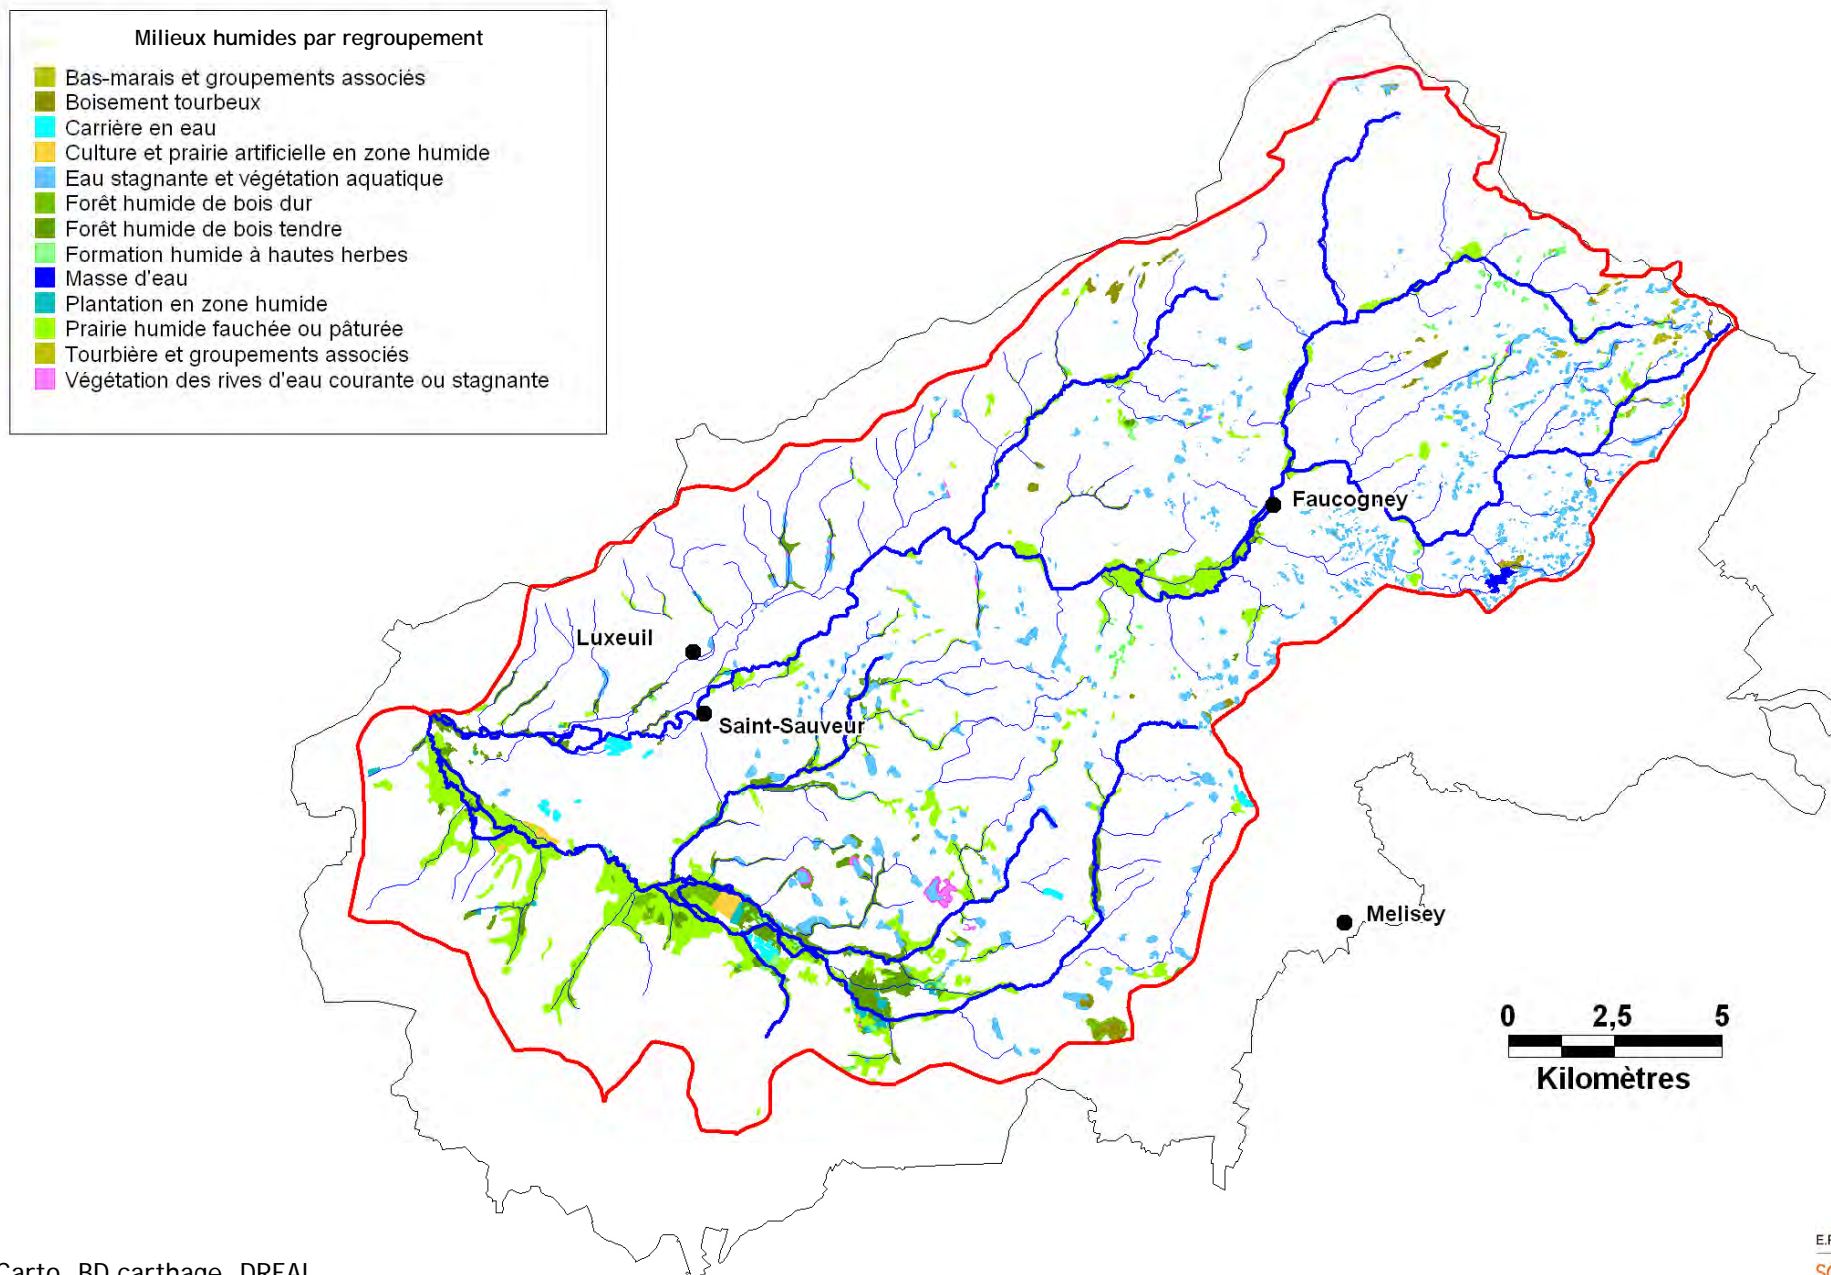 Milieux humides par regroupement
Bas-marais et groupements associés
Boisement tourbeux
Carrière en eau
Culture et prairie artificielle en zone humide
Eau stagnante et végétation aquatique
Forêt humide de bois dur
Forêt humide de bois tendre
Formation humide à hautes herbes
Masse d'eau
Plantation en zone humide
Prairie humide fauchée ou pâturée
Tourbière et groupements associés
Végétation des rives d'eau courante ou stagnante
Faucogney
Luxeuil
Saint-Sauveur
Melisey
0 2,5 5
Kilomètres
Carto, BD carthage, DREAL